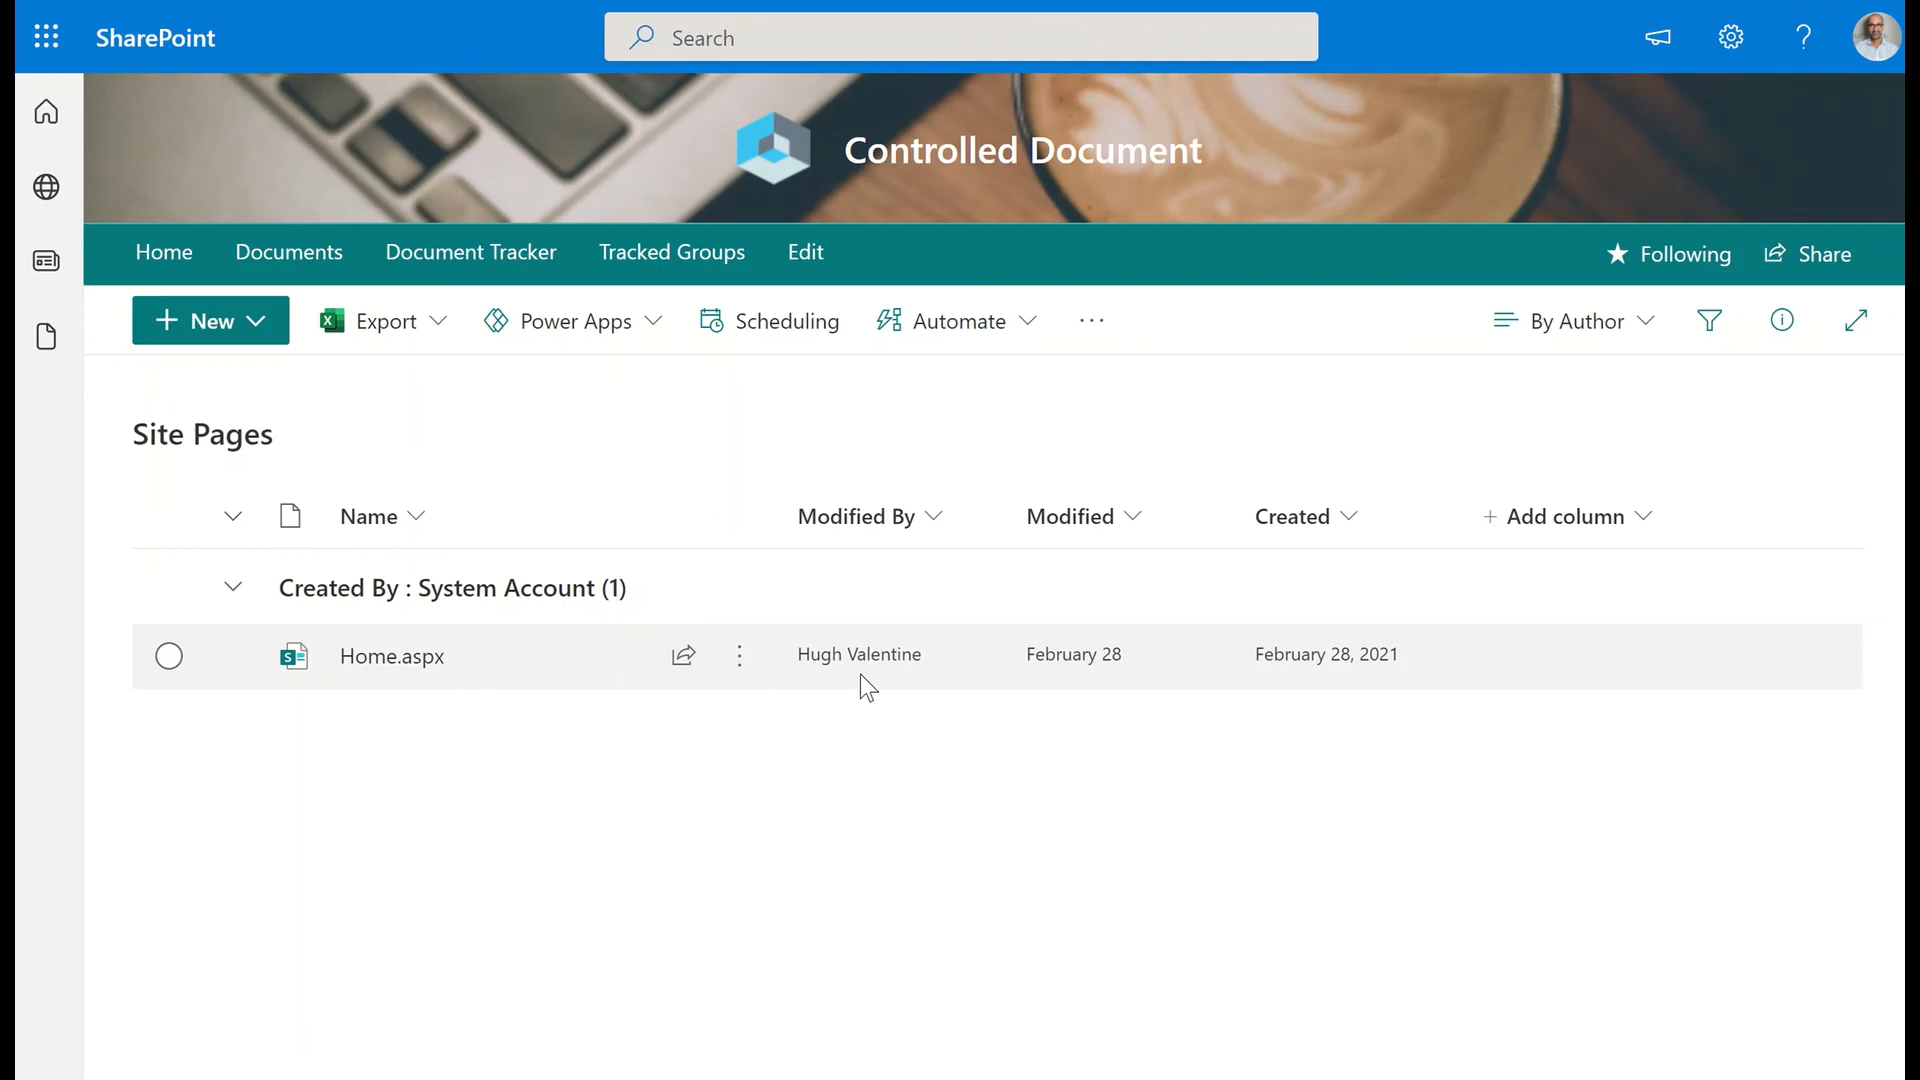 SharePoint
Search
Controlled Document
Home Documents Document Tracker Tracked Groups Edit Following Share
New Export Power Apps Scheduling Automate ... By Author
Site Pages
Name Modified By Modified Created + Add column
Created By : System Account (1)
Home.aspx Hugh Valentine February 28 February 28, 2021